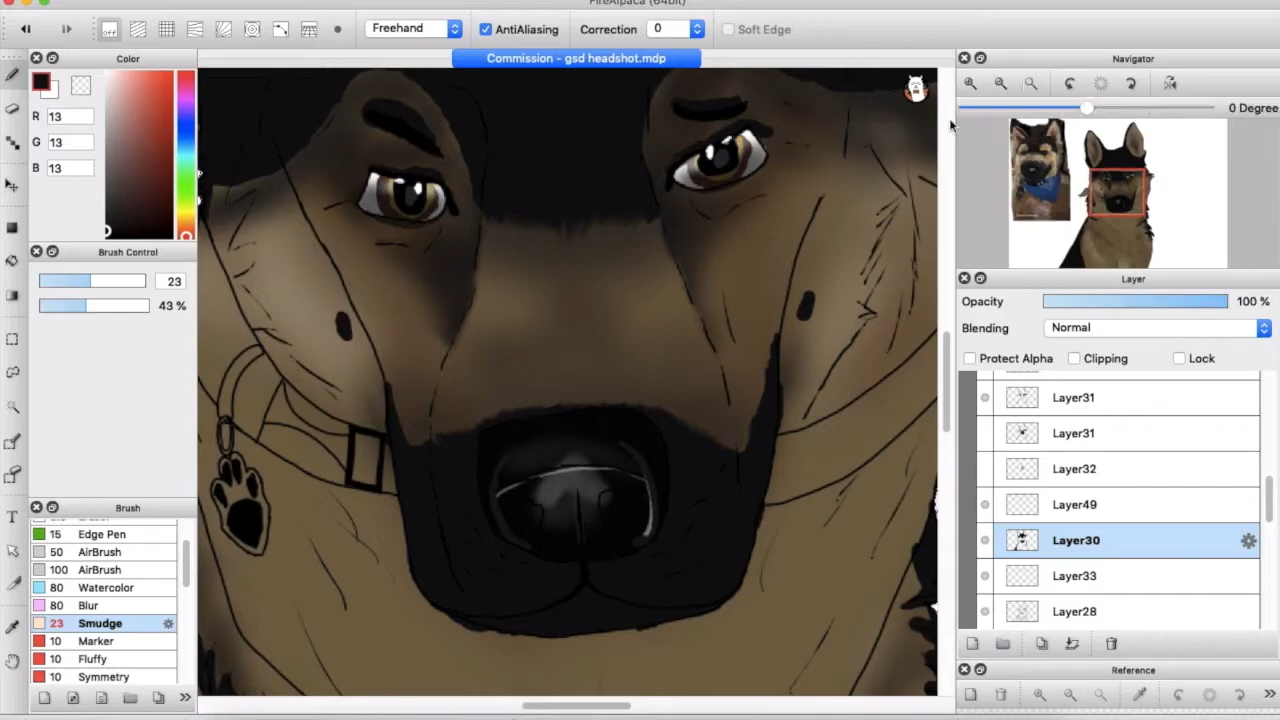 FireAlpaca (64bit)
Freehand
AntiAliasing
Correction 0
Soft Edge
Color
Commission - gsd headshot.mdp
Navigator
R 13
G 13
B 13
0 Degree
Brush Control
23
43 %
Layer
Opacity 100 %
Blending Normal
Protect Alpha Clipping Lock
Layer31
Layer31
Layer32
Layer49
Layer30
Layer33
Layer28
Brush
15 Edge Pen
50 AirBrush
100 AirBrush
80 Watercolor
80 Blur
23 Smudge
10 Marker
10 Fluffy
10 Symmetry
Reference